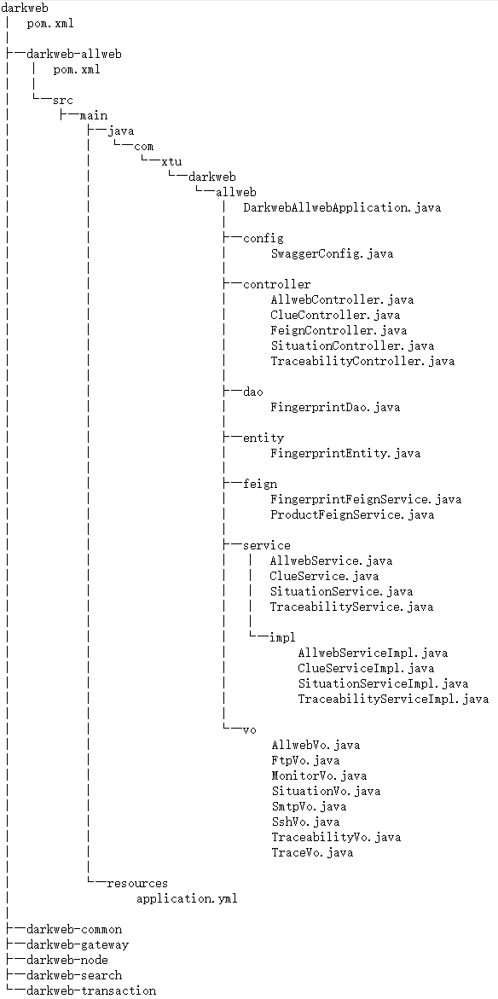 darkweb
pom.xml
darkweb-allweb
pom.xml
src
main
java
com
xtu
darkweb
allweb
DarkwebAllwebApplication.java
config
SwaggerConfig.java
controller
AllwebController.java
ClueController.java
FeignController.java
SituationController.java
TraceabilityController.java
dao
FingerprintDao.java
entity
FingerprintEntity.java
feign
FingerprintFeignService.java
ProductFeignService.java
service
AllwebService.java
ClueService.java
SituationService.java
TraceabilityService.java
impl
AllwebServiceImpl.java
ClueServiceImpl.java
SituationServiceImpl.java
TraceabilityServiceImpl.java
vo
AllwebVo.java
FtpVo.java
MonitorVo.java
SituationVo.java
SmtpVo.java
SshVo.java
TraceabilityVo.java
TraceVo.java
resources
application.yml
darkweb-common
darkweb-gateway
darkweb-node
darkweb-search
darkweb-transaction